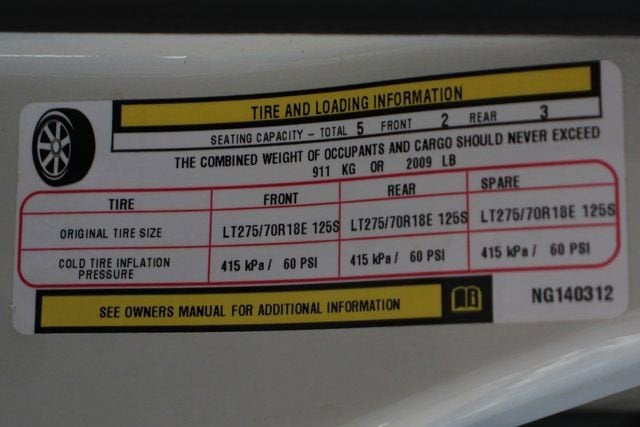 TIRE AND LOADING INFORMATION
SEATING CAPACITY – TOTAL 5 FRONT 2 REAR 3
THE COMBINED WEIGHT OF OCCUPANTS AND CARGO SHOULD NEVER EXCEED
911 KG OR 2009 LB
TIRE FRONT REAR SPARE
ORIGINAL TIRE SIZE LT275/70R18E 125S LT275/70R18E 125S LT275/70R18E 125S
COLD TIRE INFLATION PRESSURE 415 kPa / 60 PSI 415 kPa / 60 PSI 415 kPa / 60 PSI
SEE OWNERS MANUAL FOR ADDITIONAL INFORMATION
NG140312